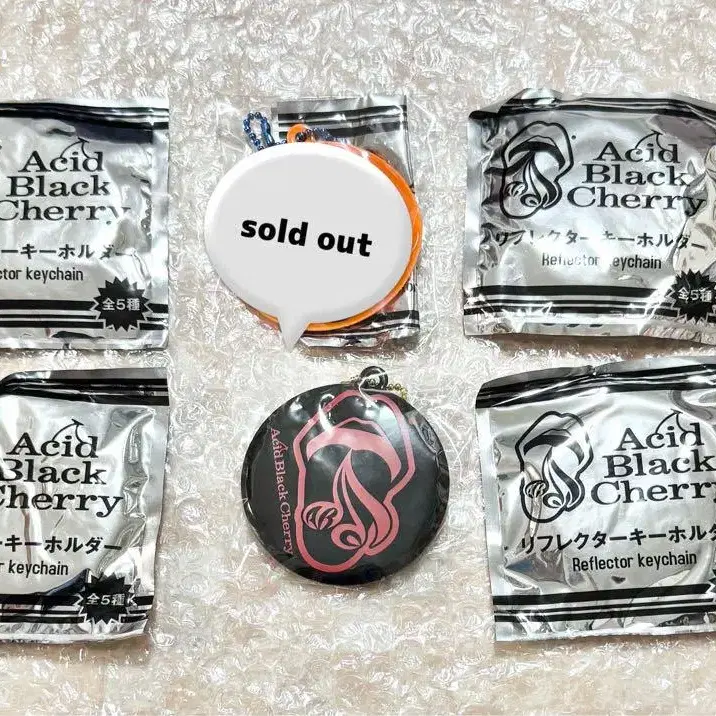 Acid
Black
Cherry
ーキーホルダー
ctor keychain
全5種
sold out
Acid
Black
Cherry
リフレクターキーホルダー
Reflector keychain
全5種
Acid
Black
Cherry
ーキーホルダー
r keychain
全5種
Acid Black Cherry
Acid
Black
Cherry
リフレクターキーホルダ
Reflector keychain